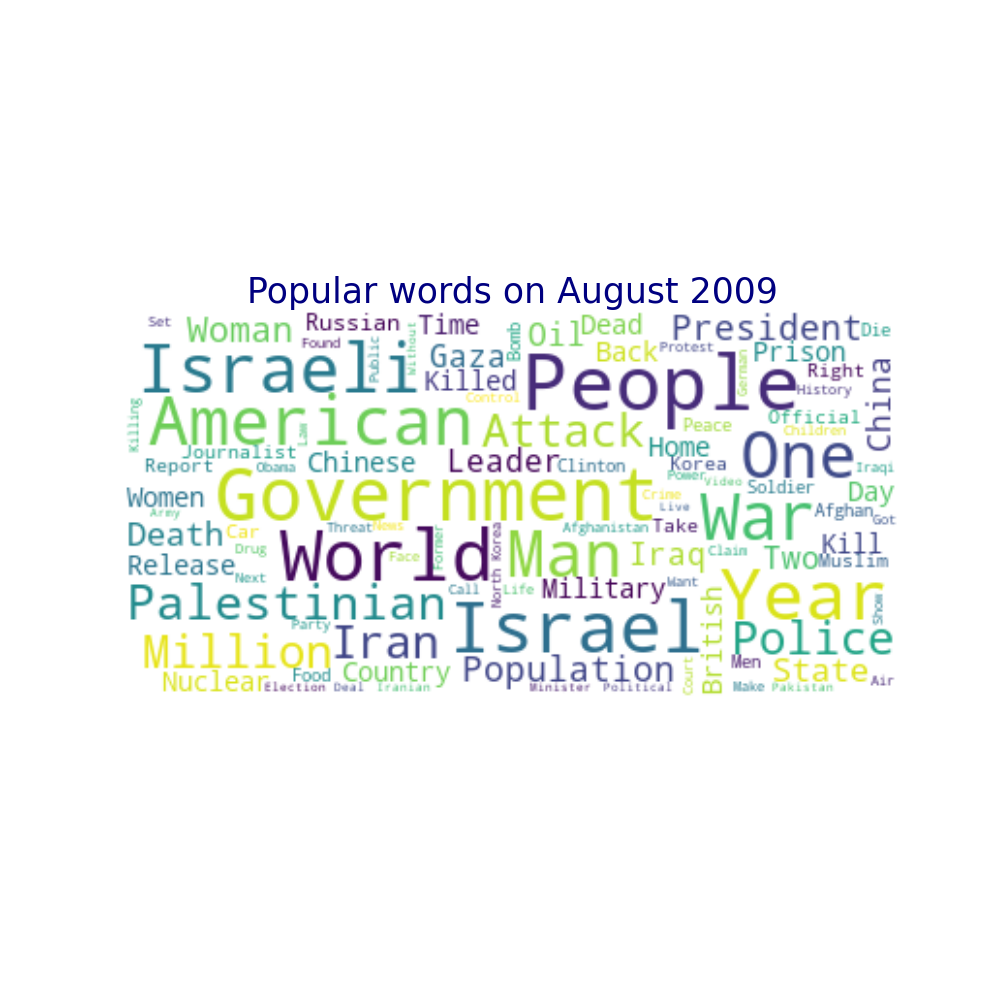 Popular words on August 2009
Set Woman Russian Time Bomb Oil Dead President Die
Found Public Without Gaza Back Protest Prison
Israeli Killed People German Right History China
Control
Killing American Law Attack Peace Official Children
Journalist Home One
Report Obama Chinese Leader Clinton Korea Iraqi
Government Power Video Soldier Day
Women Crime Live War Afghan Got
Army Threat News Afghanistan Take
Death Car World Former North Korea Man Iraq Claim Two Kill
Drug Face Muslim
Release Next Call Life Military Want Year Show
Palestinian Party Israel British Police
Million Iran Population Men State
Nuclear Food Country Court Air
Election Deal Iranian Minister Political Make Pakistan